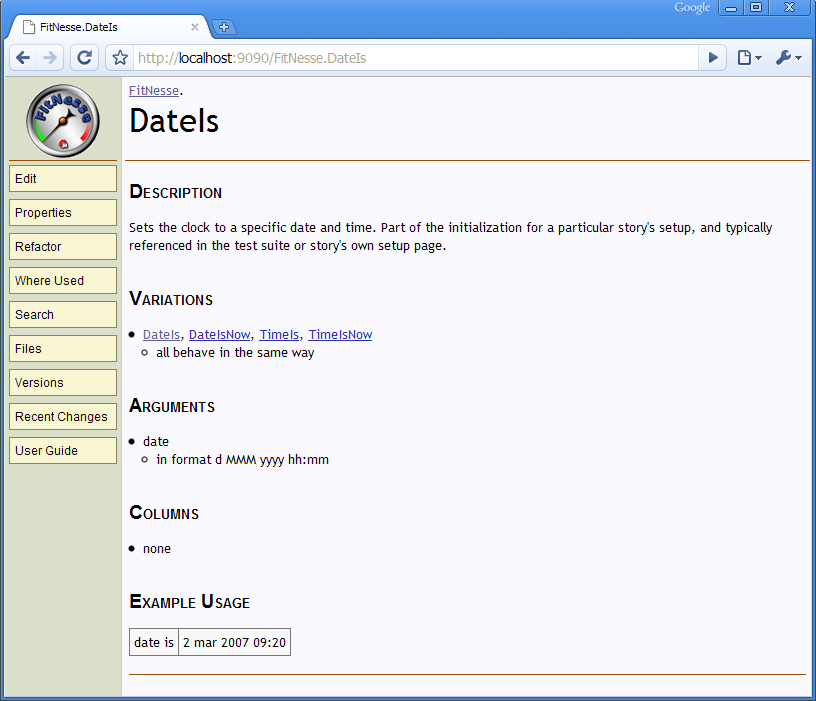 Google
FitNesse.DateIs
http://localhost:9090/FitNesse.DateIs
FitNesse
FitNesse.
DateIs
Edit
Properties
Refactor
Where Used
Search
Files
Versions
Recent Changes
User Guide
Description
Sets the clock to a specific date and time. Part of the initialization for a particular story's setup, and typically
referenced in the test suite or story's own setup page.
Variations
DateIs, DateIsNow, TimeIs, TimeIsNow
all behave in the same way
Arguments
date
in format d MMM yyyy hh:mm
Columns
none
Example Usage
date is 2 mar 2007 09:20